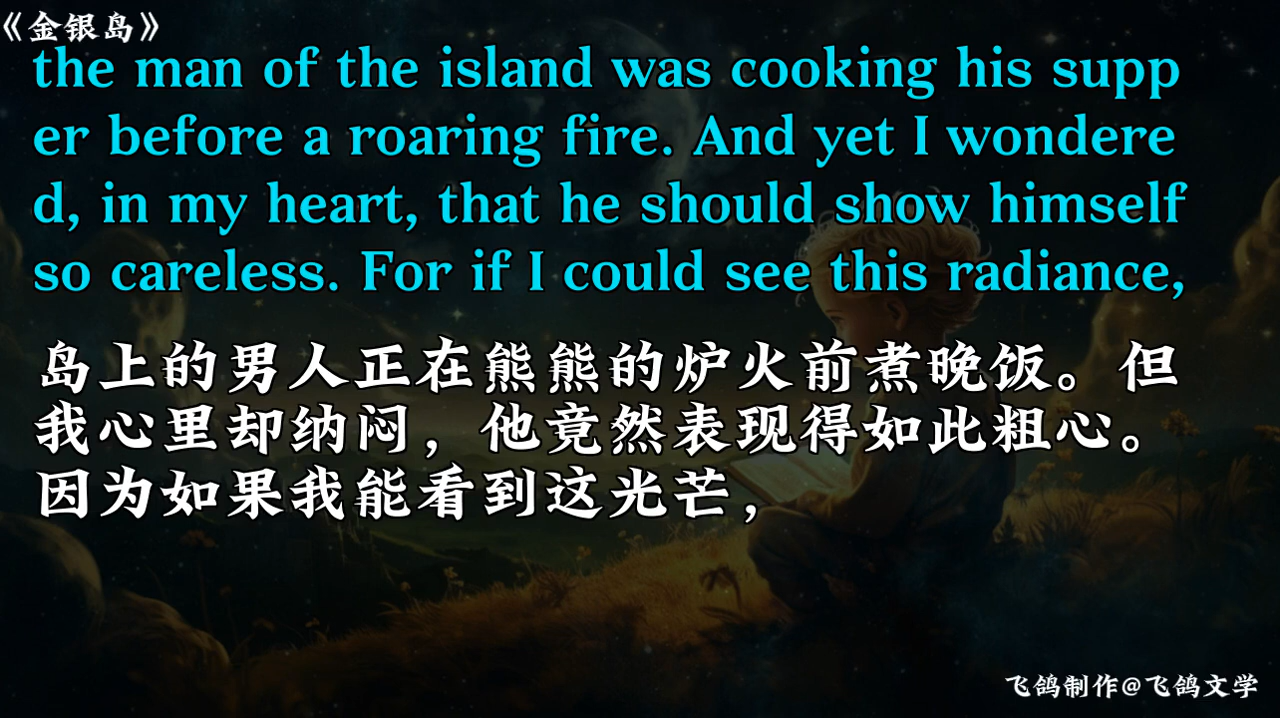 《金银岛》
the man of the island was cooking his supp
er before a roaring fire. And yet I wondere
d, in my heart, that he should show himself
so careless. For if I could see this radiance,
岛上的男人正在熊熊的炉火前煮晚饭。但
我心里却纳闷，他竟然表现得如此粗心。
因为如果我能看到这光芒，
飞鸽制作@飞鸽文学